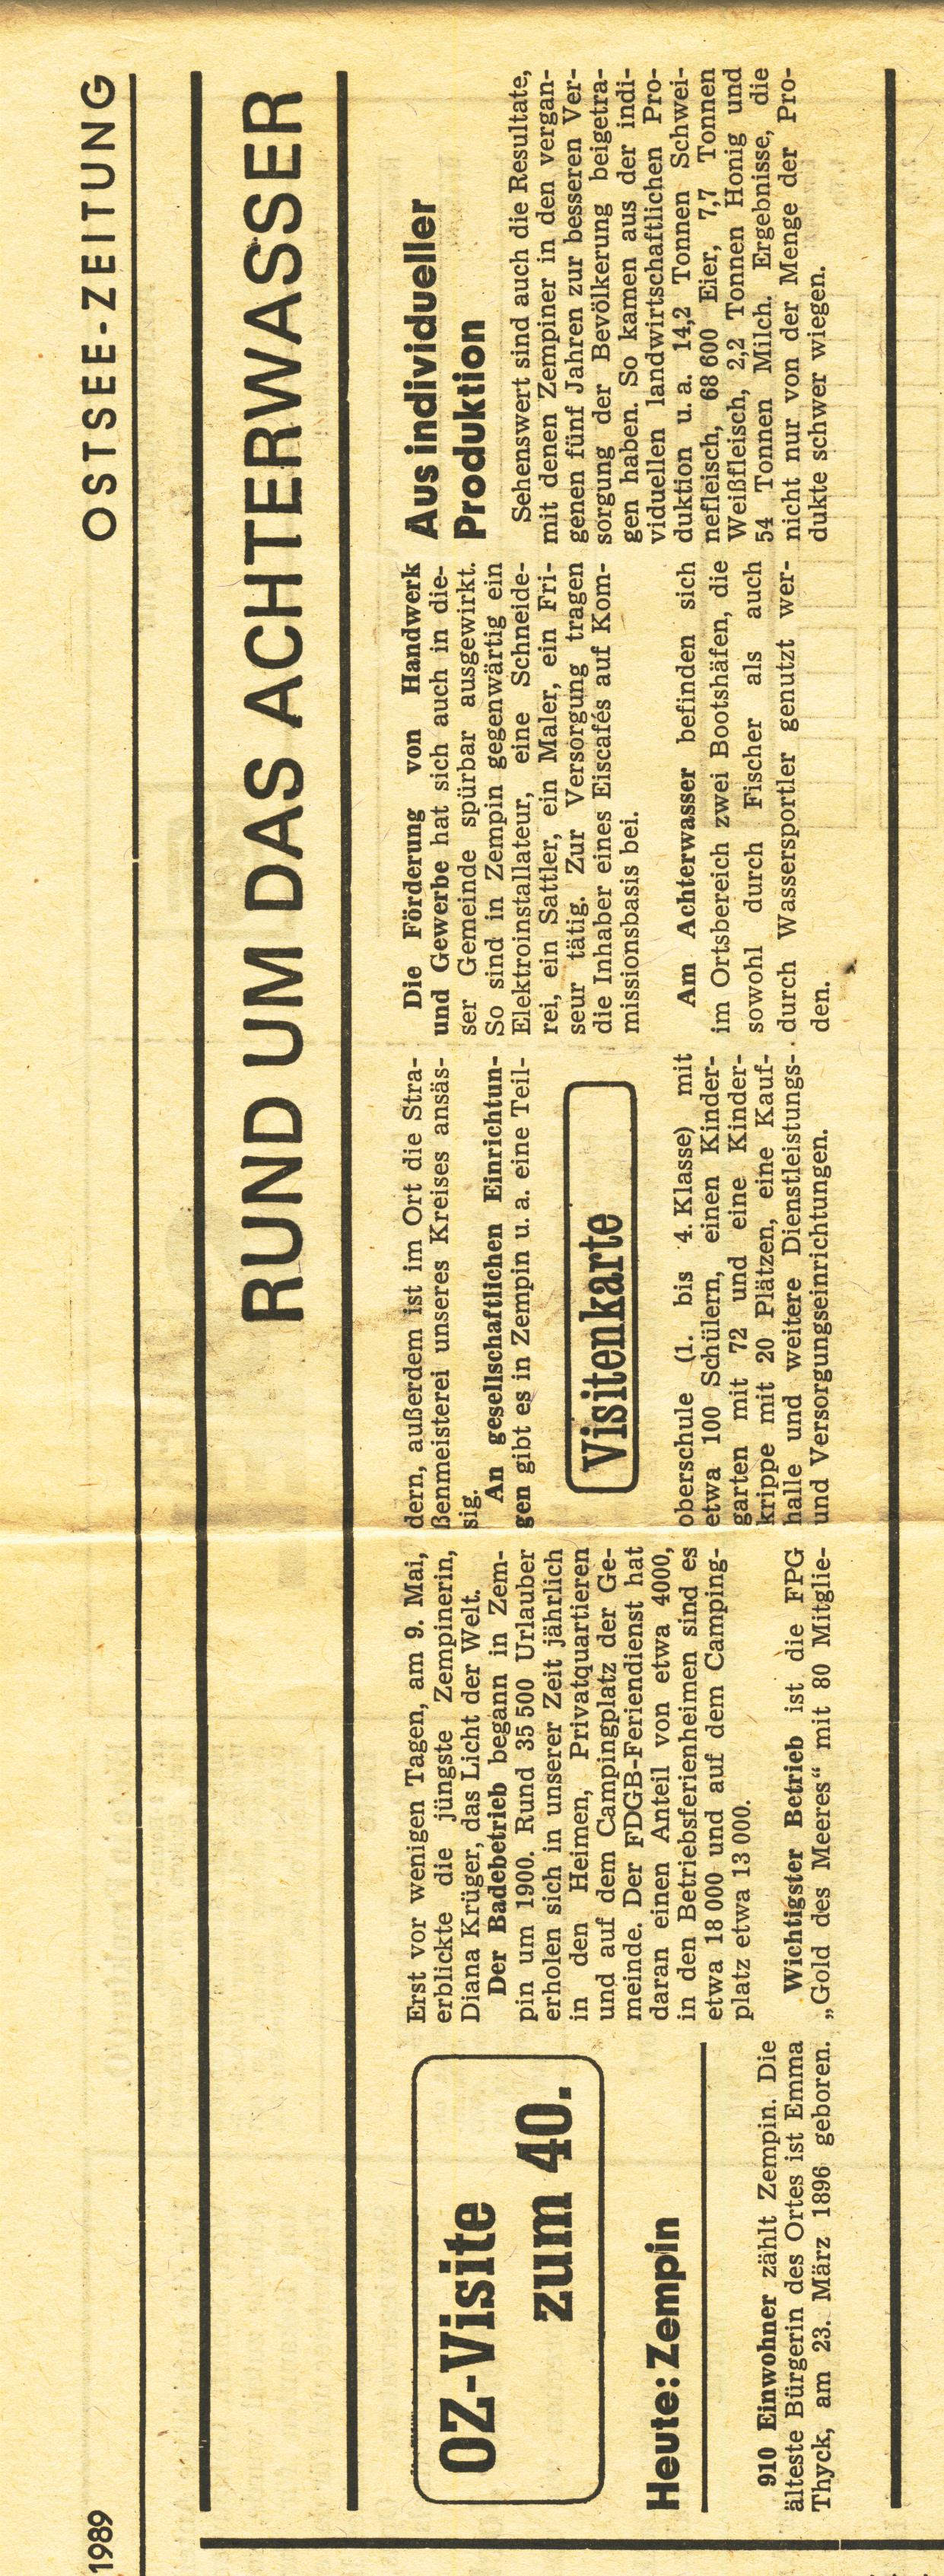 1989
OSTSEE-ZEITUNG
RUND UM DAS ACHTERWASSER
OZ-Visite
zum 40.
Heute: Zempin
910 Einwohner zählt Zempin. Die
älteste Bürgerin des Ortes ist Emma
Thyck, am 23. März 1896 geboren.
Erst vor wenigen Tagen, am 9. Mai,
erblickte die jüngste Zempinerin,
Diana Krüger, das Licht der Welt.
Der Badebetrieb begann in Zem-
pin um 1900. Rund 35 500 Urlauber
erholen sich in unserer Zeit jährlich
in den Heimen, Privatquartieren
und auf dem Campingplatz der Ge-
meinde. Der FDGB-Feriendienst hat
daran einen Anteil von etwa 4000,
in den Betriebsferienheimen sind es
etwa 18 000 und auf dem Camping-
platz etwa 13 000.
Wichtigster Betrieb ist die FPG
„Gold des Meeres“ mit 80 Mitglie-
dern, außerdem ist im Ort die Stra-
ßenmeisterei unseres Kreises ansäs-
sig.
An gesellschaftlichen Einrichtun-
gen gibt es in Zempin u. a. eine Teil-
Visitenkarte
oberschule (1. bis 4. Klasse) mit
etwa 100 Schülern, einen Kinder-
garten mit 72 und eine Kinder-
krippe mit 20 Plätzen, eine Kauf-
halle und weitere Dienstleistungs-
und Versorgungseinrichtungen.
Die Förderung von Handwerk
und Gewerbe hat sich auch in die-
ser Gemeinde spürbar ausgewirkt.
So sind in Zempin gegenwärtig ein
Elektroinstallateur, eine Schneide-
rei, ein Sattler, ein Maler, ein Fri-
seur tätig. Zur Versorgung tragen
die Inhaber eines Eiscafés auf Kom-
missionsbasis bei.
Am Achterwasser befinden sich
im Ortsbereich zwei Bootshäfen, die
sowohl durch Fischer als auch
durch Wassersportler genutzt wer-
den.
Aus individueller
Produktion
Sehenswert sind auch die Resultate,
mit denen Zempiner in den vergan-
genen fünf Jahren zur besseren Ver-
sorgung der Bevölkerung beigetra-
gen haben. So kamen aus der indi-
viduellen landwirtschaftlichen Pro-
duktion u. a. 14,2 Tonnen Schwei-
nefleisch, 68 600 Eier, 7,7 Tonnen
Weißfleisch, 2,2 Tonnen Honig und
54 Tonnen Milch. Ergebnisse, die
nicht nur von der Menge der Pro-
dukte schwer wiegen.